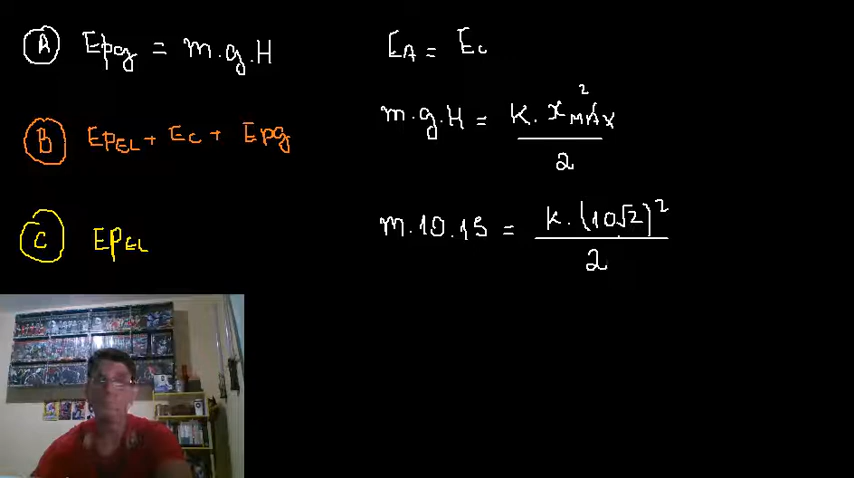 A Epg = m.g.H
B EPEL + Ec + Epg
C EPEL
EA = Ec
m.g.H = K.x²MAX / 2
m.10.15 = K.(10√2)² / 2